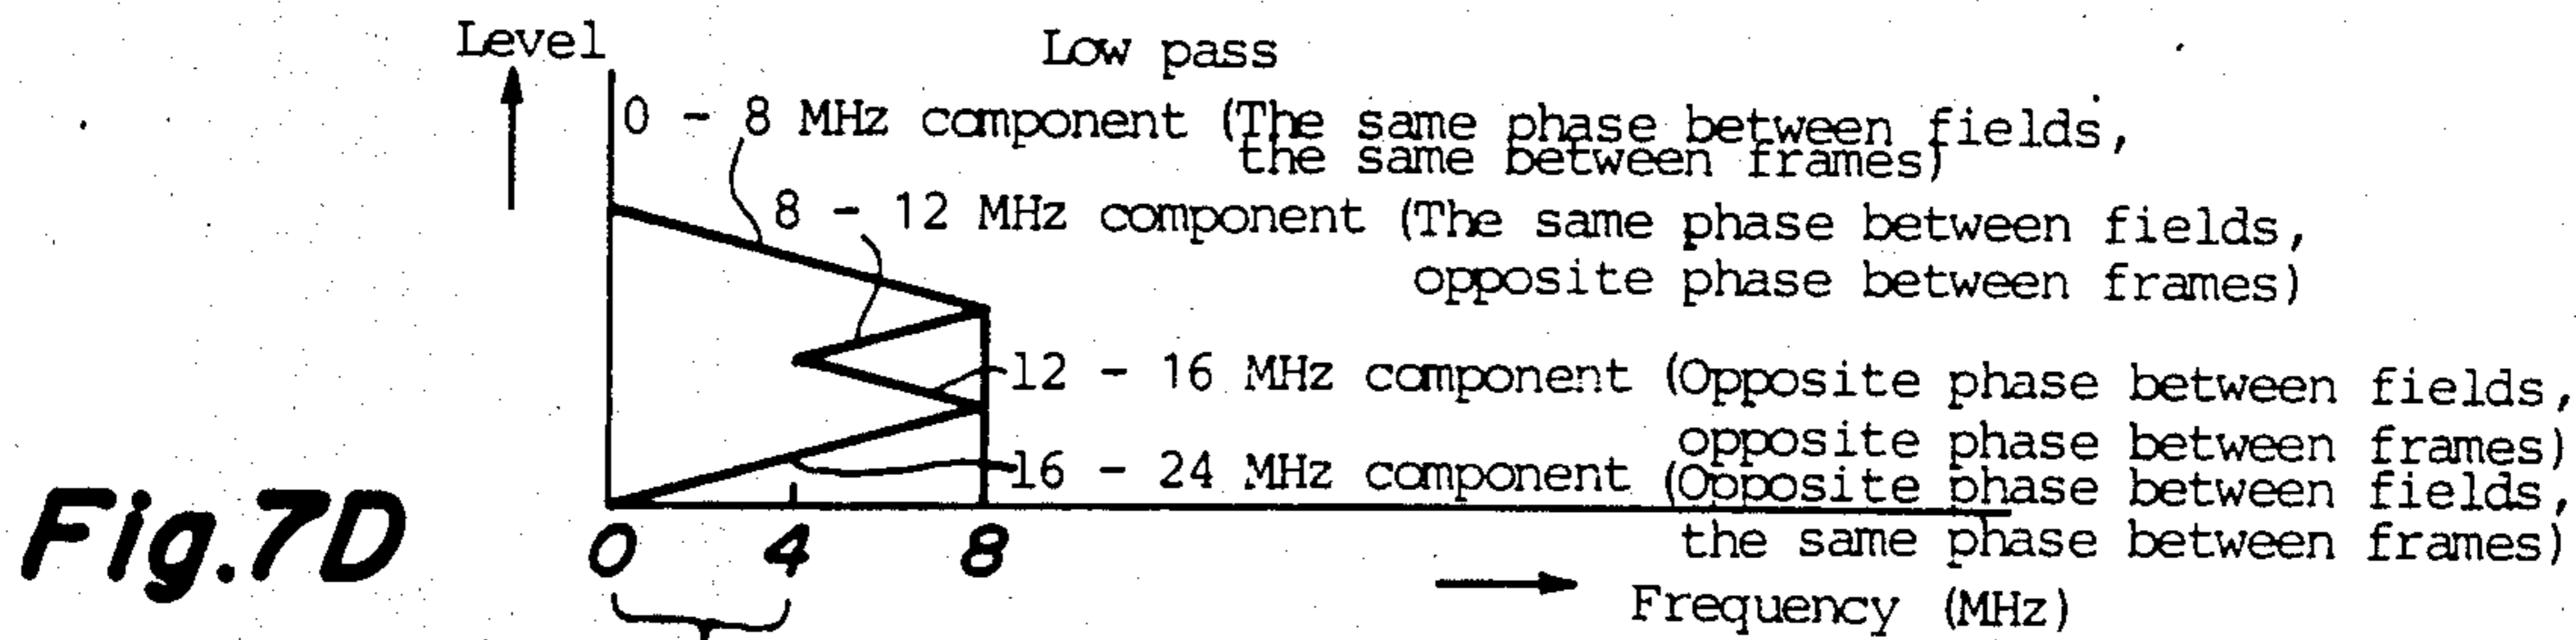 Level
Low pass
0 - 8 MHz component (The same phase between fields,
the same between frames)
8 - 12 MHz component (The same phase between fields,
opposite phase between frames)
12 - 16 MHz component (Opposite phase between fields,
opposite phase between frames)
16 - 24 MHz component (Opposite phase between fields,
the same phase between frames)
Fig.7D
0 4 8
Frequency (MHz)